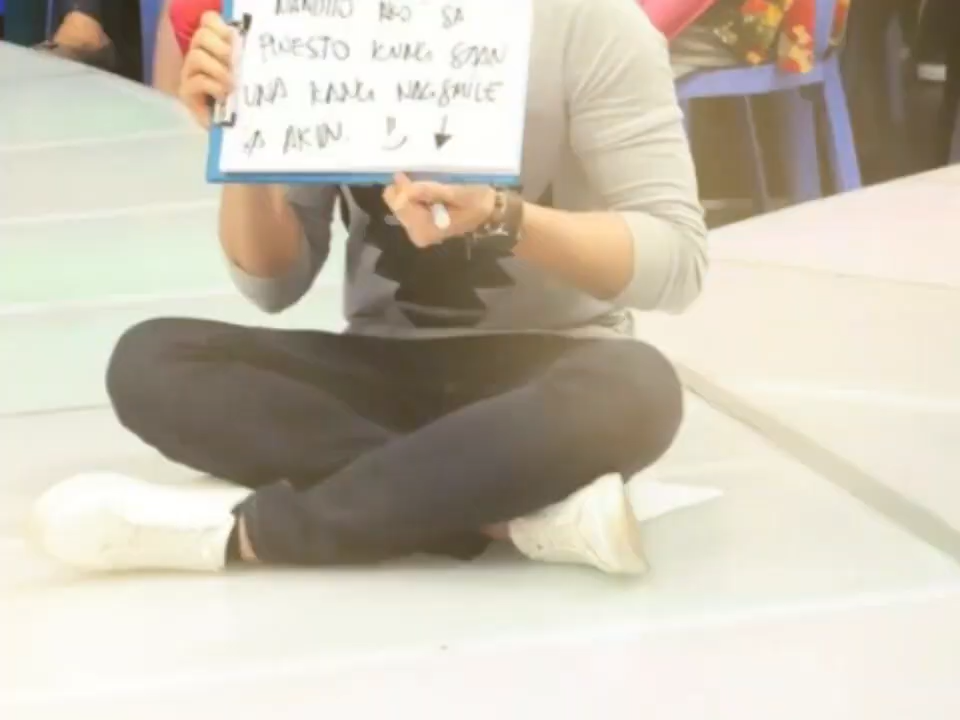 NANDITO AKO SA
PWESTO KUNG SAAN
UNA KANG NAGSMILE
SA AKIN.